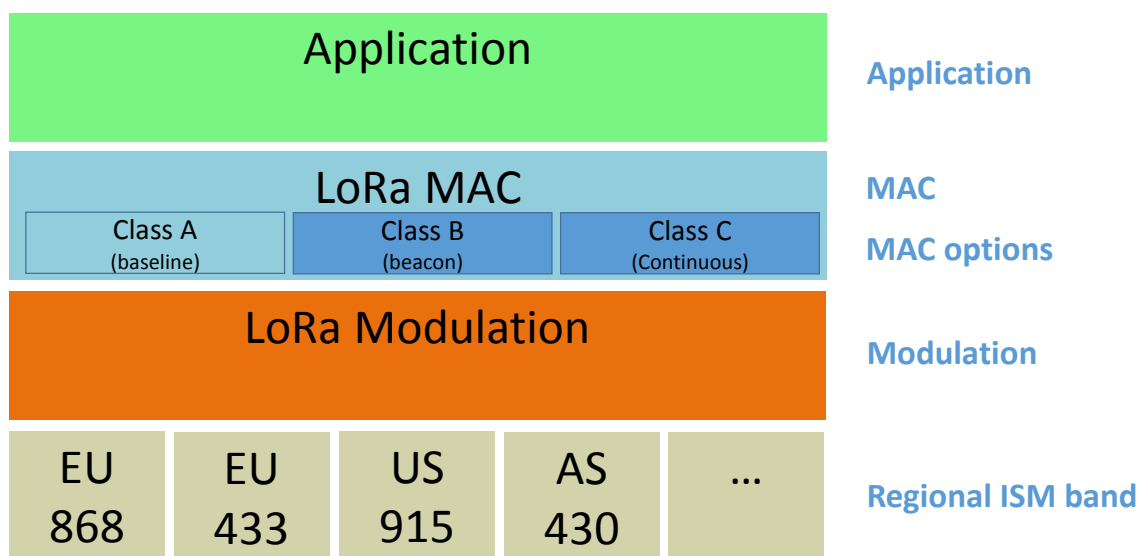 Application
Application
LoRa MAC
MAC
Class A
(baseline)
Class B
(beacon)
Class C
(Continuous)
MAC options
LoRa Modulation
Modulation
EU
868
EU
433
US
915
AS
430
...
Regional ISM band